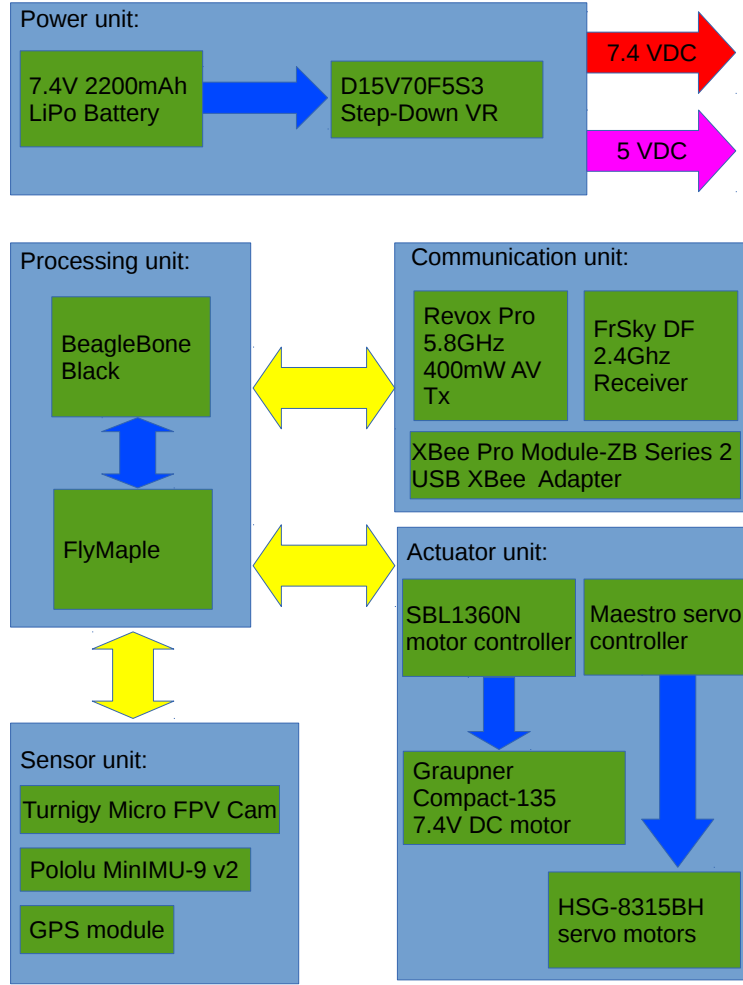 Power unit:
7.4V 2200mAh
LiPo Battery
D15V70F5S3
Step-Down VR
7.4 VDC
5 VDC
Processing unit:
BeagleBone
Black
FlyMaple
Communication unit:
Revox Pro
5.8GHz
400mW AV
Tx
FrSky DF
2.4Ghz
Receiver
XBee Pro Module-ZB Series 2
USB XBee Adapter
Actuator unit:
SBL1360N
motor controller
Maestro servo
controller
Graupner
Compact-135
7.4V DC motor
HSG-8315BH
servo motors
Sensor unit:
Turnigy Micro FPV Cam
Pololu MinIMU-9 v2
GPS module